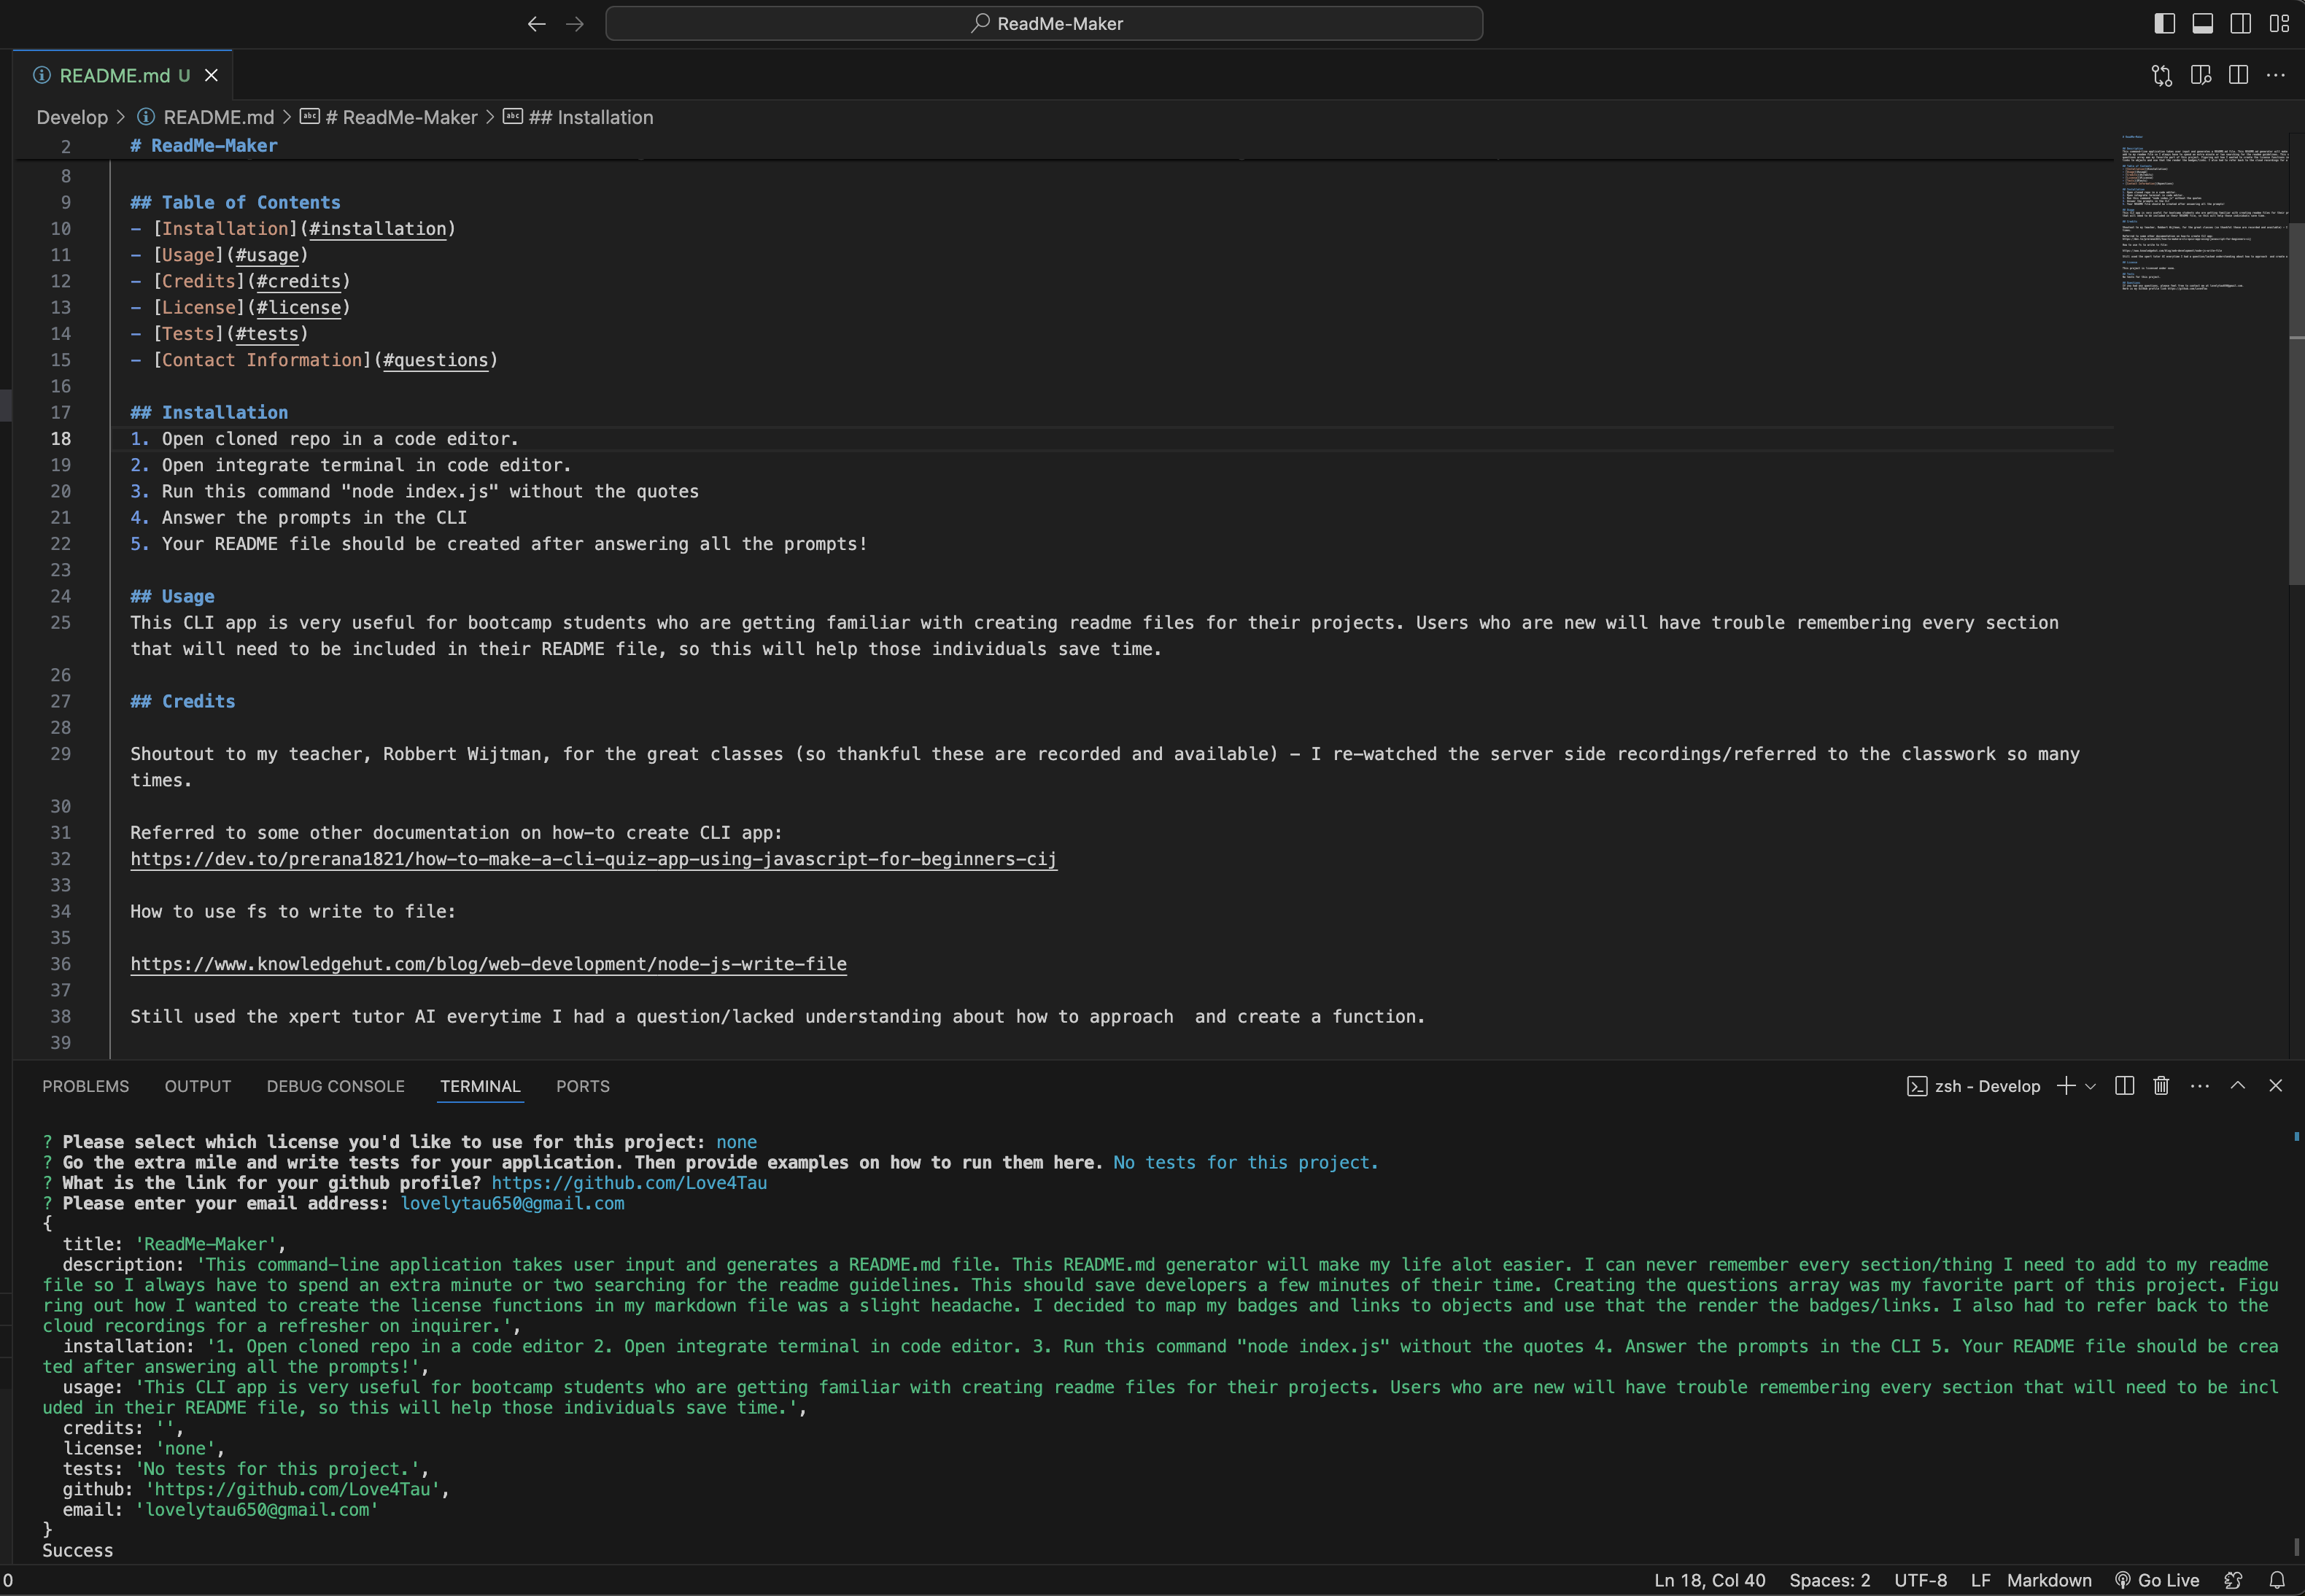 ReadMe-Maker
README.md U
Develop > README.md > # ReadMe-Maker > ## Installation
2 # ReadMe-Maker
8
9 ## Table of Contents
10 - [Installation](#installation)
11 - [Usage](#usage)
12 - [Credits](#credits)
13 - [License](#license)
14 - [Tests](#tests)
15 - [Contact Information](#questions)
16
17 ## Installation
18 1. Open cloned repo in a code editor.
19 2. Open integrate terminal in code editor.
20 3. Run this command "node index.js" without the quotes
21 4. Answer the prompts in the CLI
22 5. Your README file should be created after answering all the prompts!
23
24 ## Usage
25 This CLI app is very useful for bootcamp students who are getting familiar with creating readme files for their projects. Users who are new will have trouble remembering every section
that will need to be included in their README file, so this will help those individuals save time.
26
27 ## Credits
28
29 Shoutout to my teacher, Robbert Wijtman, for the great classes (so thankful these are recorded and available) - I re-watched the server side recordings/referred to the classwork so many
times.
30
31 Referred to some other documentation on how-to create CLI app:
32 https://dev.to/prerana1821/how-to-make-a-cli-quiz-app-using-javascript-for-beginners-cij
33
34 How to use fs to write to file:
35
36 https://www.knowledgehut.com/blog/web-development/node-js-write-file
37
38 Still used the xpert tutor AI everytime I had a question/lacked understanding about how to approach  and create a function.
39
PROBLEMS OUTPUT DEBUG CONSOLE TERMINAL PORTS zsh - Develop
? Please select which license you'd like to use for this project: none
? Go the extra mile and write tests for your application. Then provide examples on how to run them here. No tests for this project.
? What is the link for your github profile? https://github.com/Love4Tau
? Please enter your email address: lovelytau650@gmail.com
{
title: 'ReadMe-Maker',
description: 'This command-line application takes user input and generates a README.md file. This README.md generator will make my life alot easier. I can never remember every section/thing I need to add to my readme
file so I always have to spend an extra minute or two searching for the readme guidelines. This should save developers a few minutes of their time. Creating the questions array was my favorite part of this project. Figu
ring out how I wanted to create the license functions in my markdown file was a slight headache. I decided to map my badges and links to objects and use that the render the badges/links. I also had to refer back to the
cloud recordings for a refresher on inquirer.',
installation: '1. Open cloned repo in a code editor 2. Open integrate terminal in code editor. 3. Run this command "node index.js" without the quotes 4. Answer the prompts in the CLI 5. Your README file should be crea
ted after answering all the prompts!',
usage: 'This CLI app is very useful for bootcamp students who are getting familiar with creating readme files for their projects. Users who are new will have trouble remembering every section that will need to be incl
uded in their README file, so this will help those individuals save time.',
credits: '',
license: 'none',
tests: 'No tests for this project.',
github: 'https://github.com/Love4Tau',
email: 'lovelytau650@gmail.com'
}
Success
0 Ln 18, Col 40 Spaces: 2 UTF-8 LF Markdown Go Live